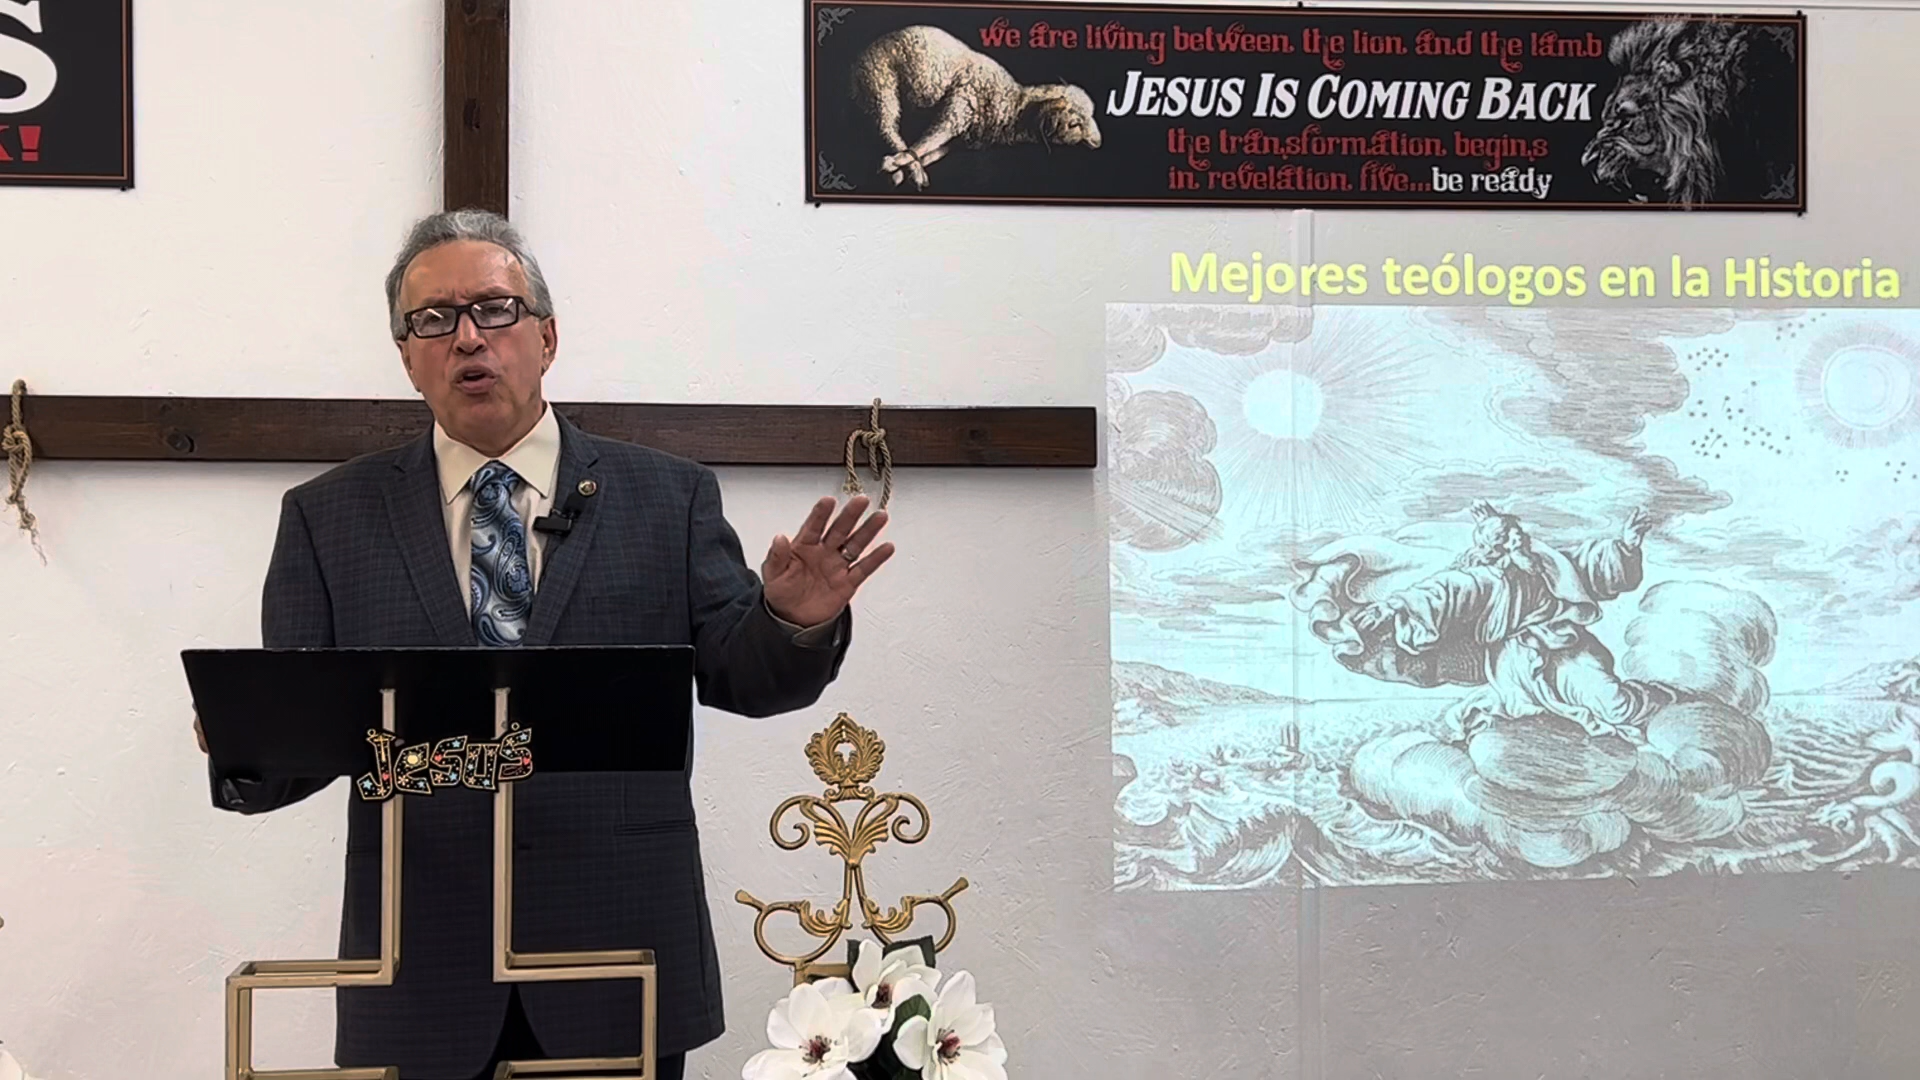 S
K!
we are living between the lion and the lamb
JESUS IS COMING BACK
the transformation begins
in revelation five...be ready
Mejores teólogos en la Historia
Jesus